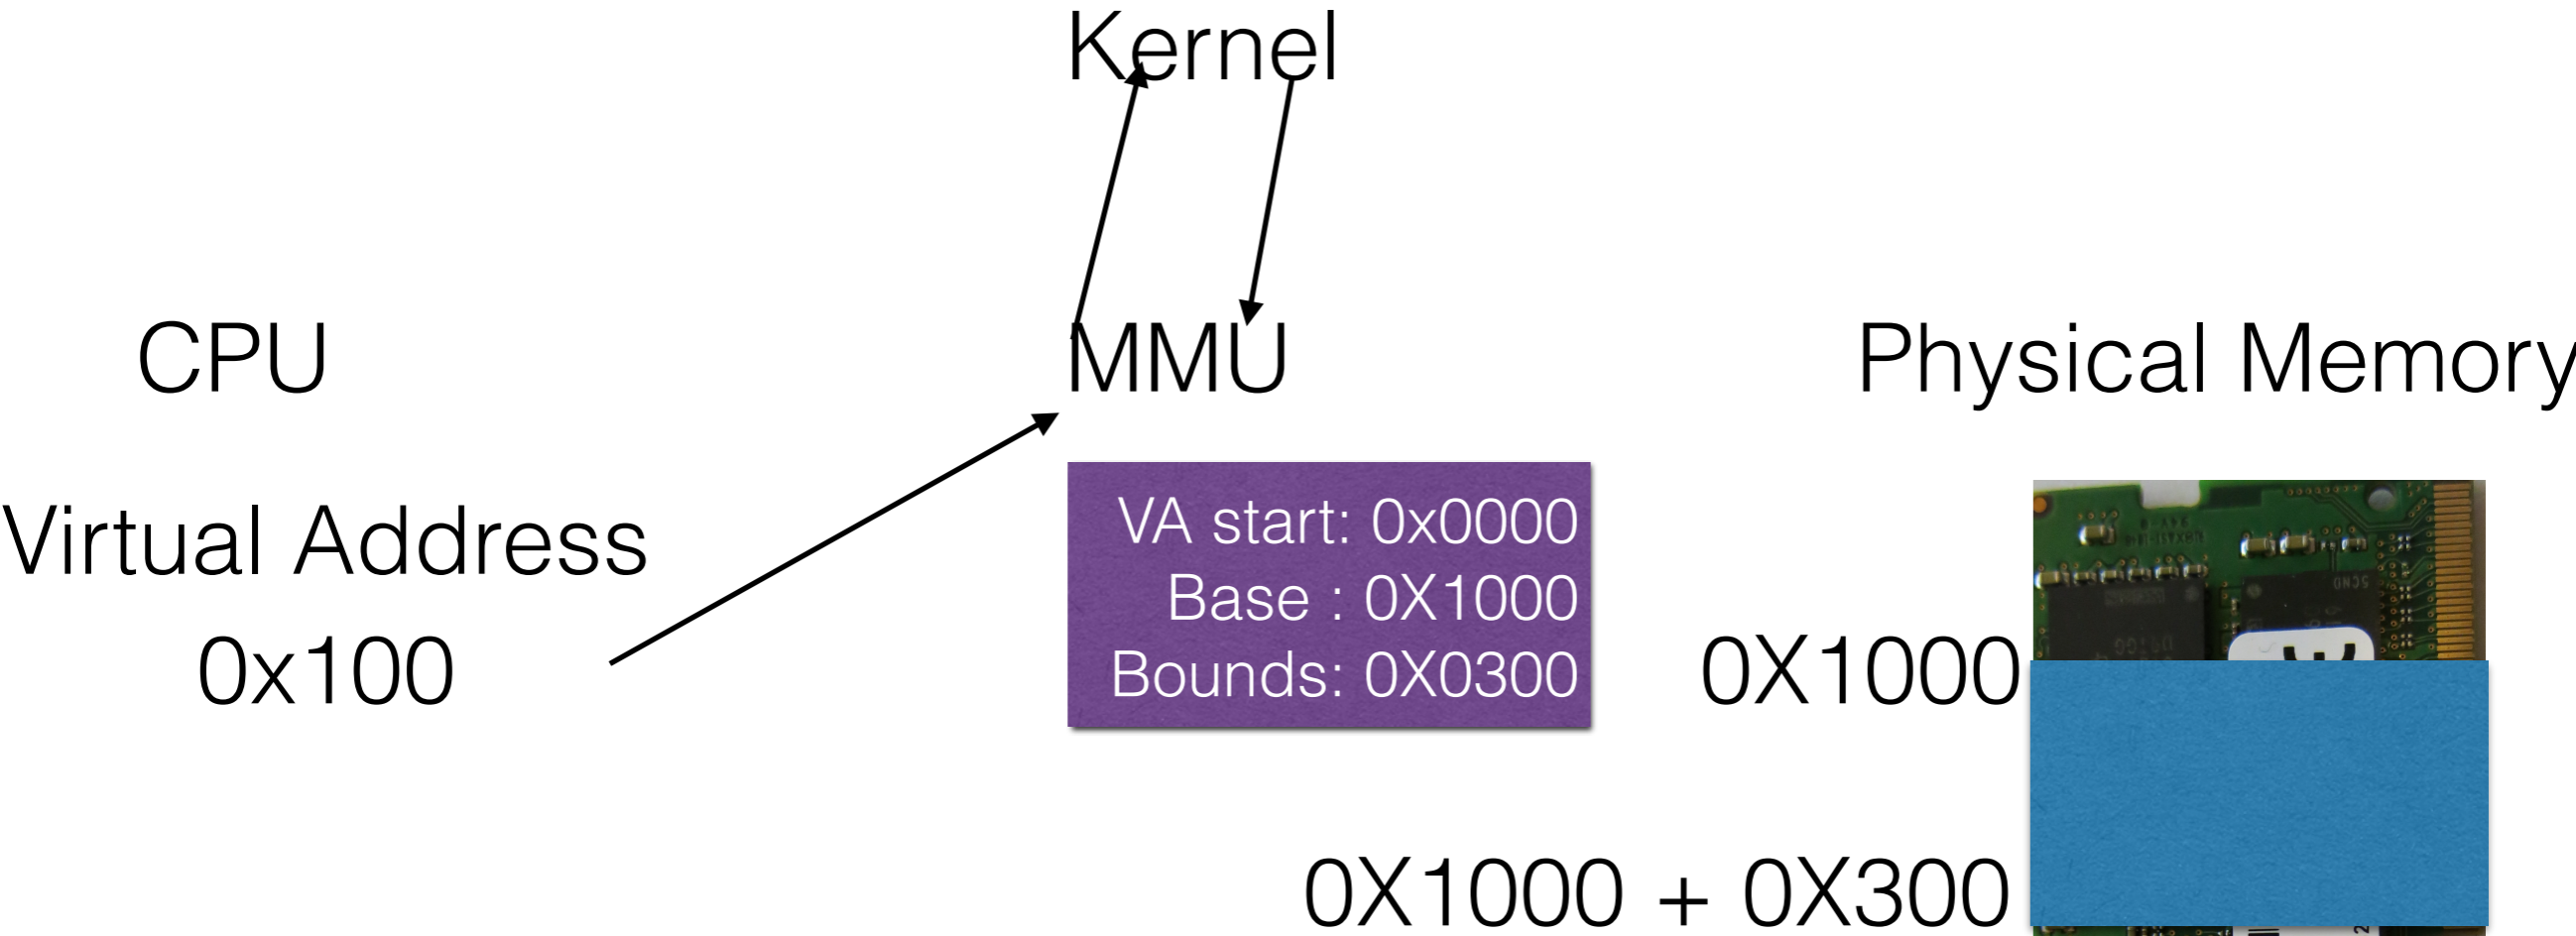 Kernel
CPU
MMU
Physical Memory
Virtual Address
0x100
VA start: 0x0000
Base : 0X1000
Bounds: 0X0300
0X1000
0X1000 + 0X300